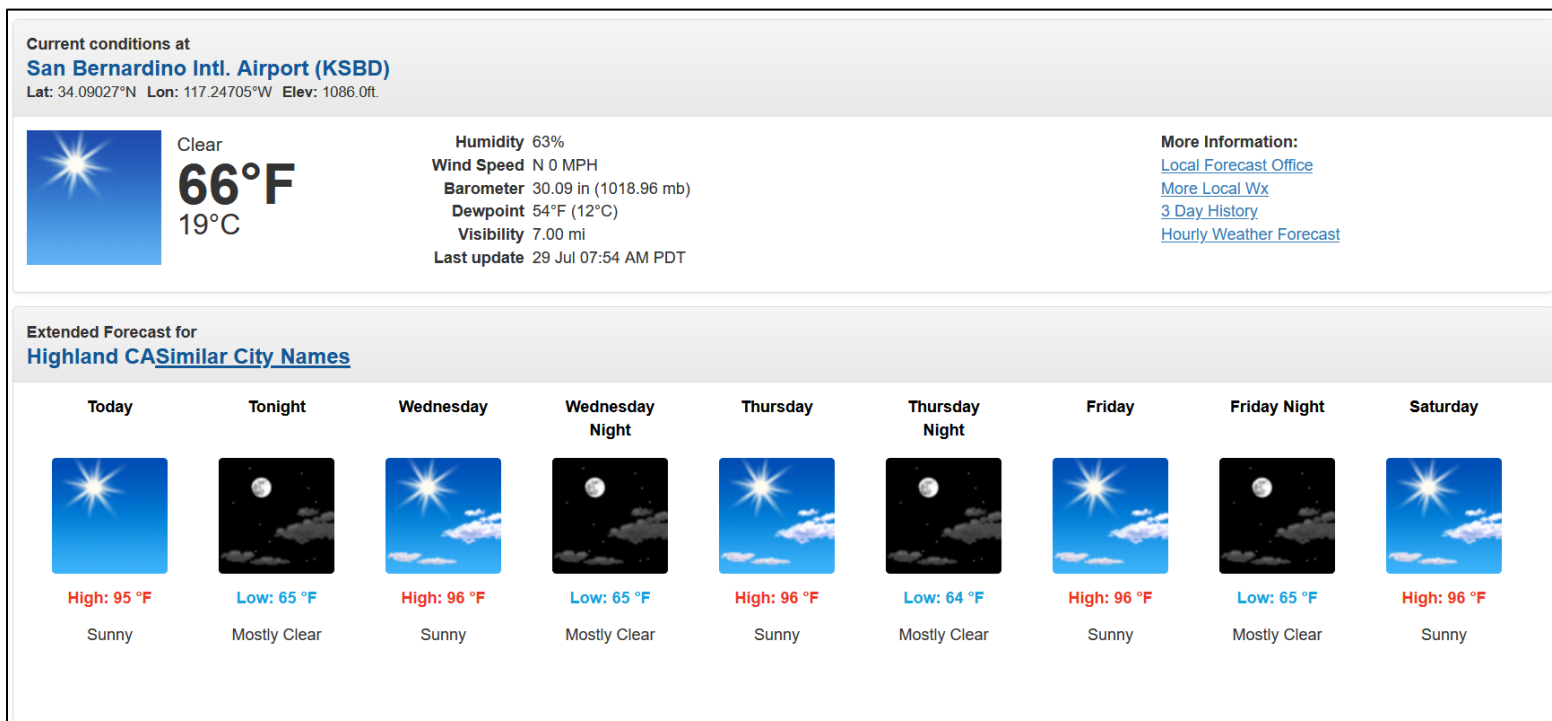 Current conditions at
San Bernardino Intl. Airport (KSBD)
Lat: 34.09027°N Lon: 117.24705°W Elev: 1086.0ft.
Clear
66°F
19°C
Humidity 63%
Wind Speed N 0 MPH
Barometer 30.09 in (1018.96 mb)
Dewpoint 54°F (12°C)
Visibility 7.00 mi
Last update 29 Jul 07:54 AM PDT
More Information:
Local Forecast Office
More Local Wx
3 Day History
Hourly Weather Forecast
Extended Forecast for
Highland CASimilar City Names
Today
High: 95 °F
Sunny
Tonight
Low: 65 °F
Mostly Clear
Wednesday
High: 96 °F
Sunny
Wednesday
Night
Low: 65 °F
Mostly Clear
Thursday
High: 96 °F
Sunny
Thursday
Night
Low: 64 °F
Mostly Clear
Friday
High: 96 °F
Sunny
Friday Night
Low: 65 °F
Mostly Clear
Saturday
High: 96 °F
Sunny